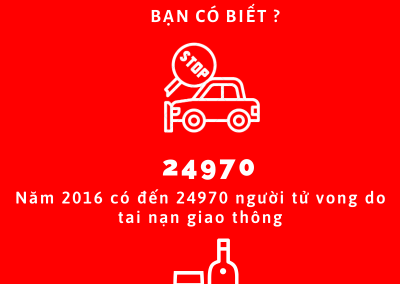 BẠN CÓ BIẾT ?
STOP
24970
Năm 2016 có đến 24970 người tử vong do
tai nạn giao thông